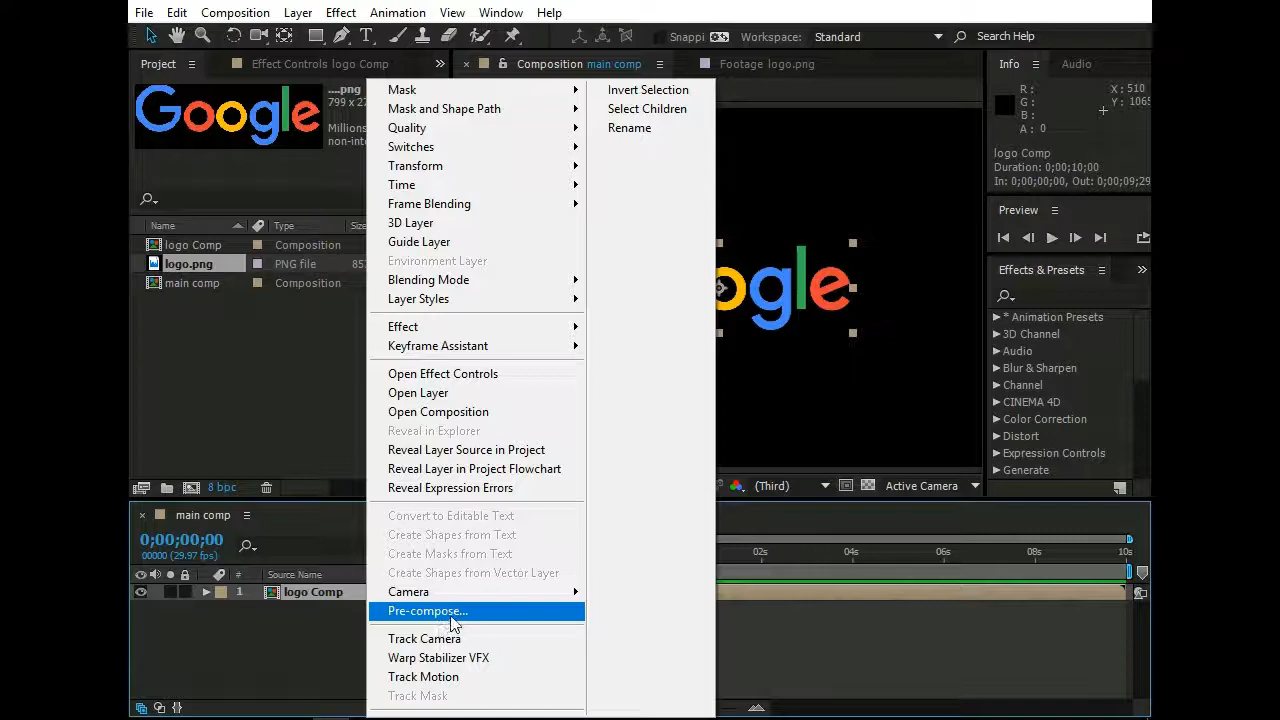 File Edit Composition Layer Effect Animation View Window Help
Snappi Workspace: Standard Search Help
Project Effect Controls logo Comp Composition main comp Footage logo.png Info Audio
Google
....png
799 x 27
Millions
non-inte
Mask
Mask and Shape Path
Quality
Switches
Transform
Time
Frame Blending
3D Layer
Guide Layer
Environment Layer
Blending Mode
Layer Styles
Effect
Keyframe Assistant
Open Effect Controls
Open Layer
Open Composition
Reveal in Explorer
Reveal Layer Source in Project
Reveal Layer in Project Flowchart
Reveal Expression Errors
Convert to Editable Text
Create Shapes from Text
Create Masks from Text
Create Shapes from Vector Layer
Camera
Pre-compose...
Track Camera
Warp Stabilizer VFX
Track Motion
Track Mask
Invert Selection
Select Children
Rename
ogle
R :
G :
B :
A : 0
X : 510
Y : 1065
logo Comp
Duration: 0;00;10;00
In: 0;00;00;00, Out: 0;00;09;29
Preview
Effects & Presets
* Animation Presets
3D Channel
Audio
Blur & Sharpen
Channel
CINEMA 4D
Color Correction
Distort
Expression Controls
Generate
Name Type Size
logo Comp Composition
logo.png PNG file 85
main comp Composition
8 bpc
(Third) Active Camera
main comp
0;00;00;00
00000 (29.97 fps)
# Source Name
1 logo Comp
02s 04s 06s 08s 10s